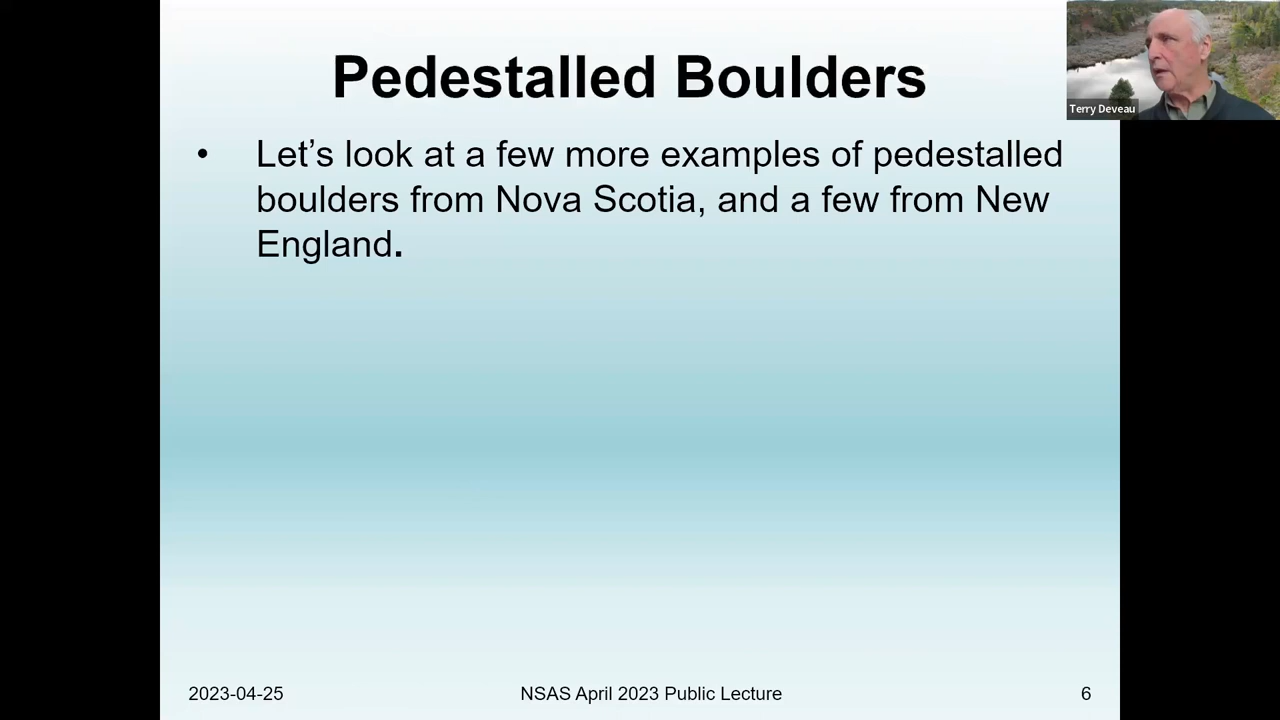 Pedestalled Boulders
Terry Deveau
• Let’s look at a few more examples of pedestalled
boulders from Nova Scotia, and a few from New
England.
2023-04-25 NSAS April 2023 Public Lecture 6